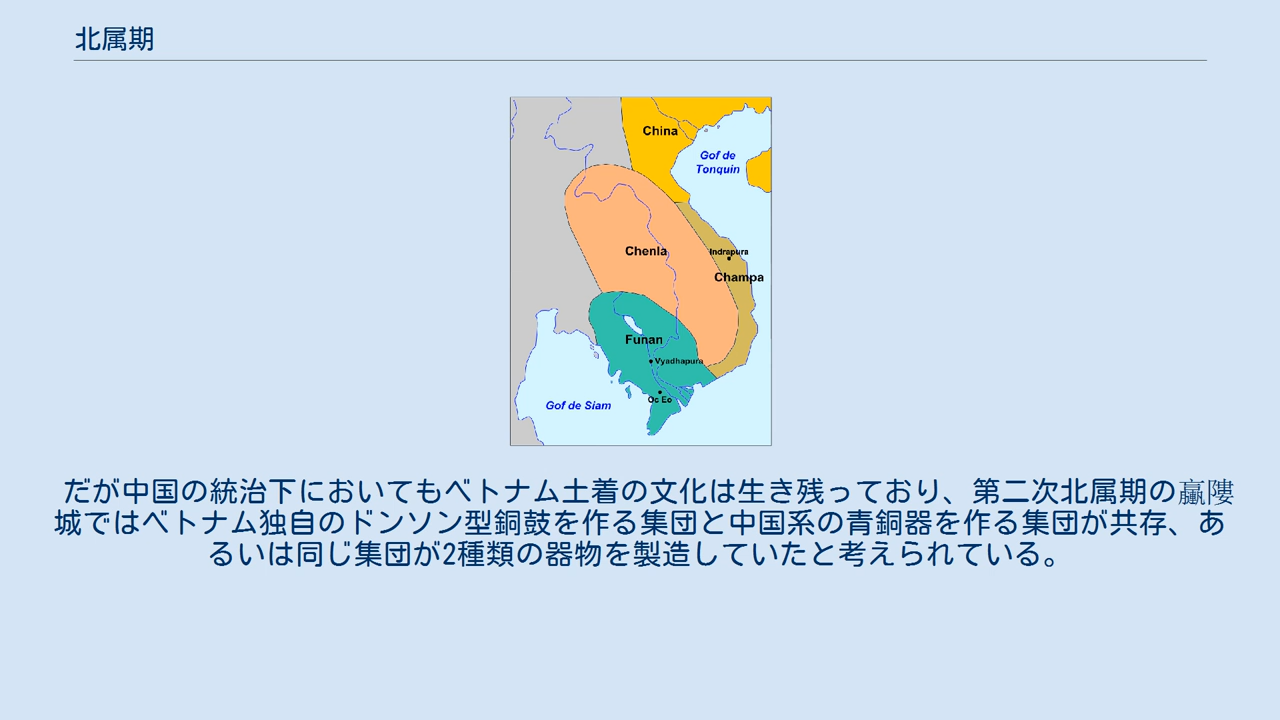 北属期
China
Gof de
Tonquin
Chenla
Indrapura
Champa
Funan
Vyadhapura
Oc Eo
Gof de Siam
だが中国の統治下においてもベトナム土着の文化は生き残っており、第二次北属期の羸陽
城ではベトナム独自のドンソン型銅鼓を作る集団と中国系の青銅器を作る集団が共存、あ
るいは同じ集団が2種類の器物を製造していたと考えられている。